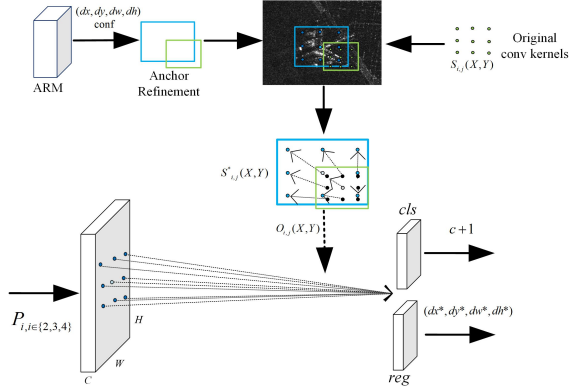 (dx, dy, dw, dh)
conf
ARM
Anchor
Refinement
Original
conv kernels
S_{i,j}(X,Y)
S^*_{i,j}(X,Y)
O_{i,j}(X,Y)
cls
c+1
P_{i,i∈{2,3,4}}
H
W
C
(dx*, dy*, dw*, dh*)
reg